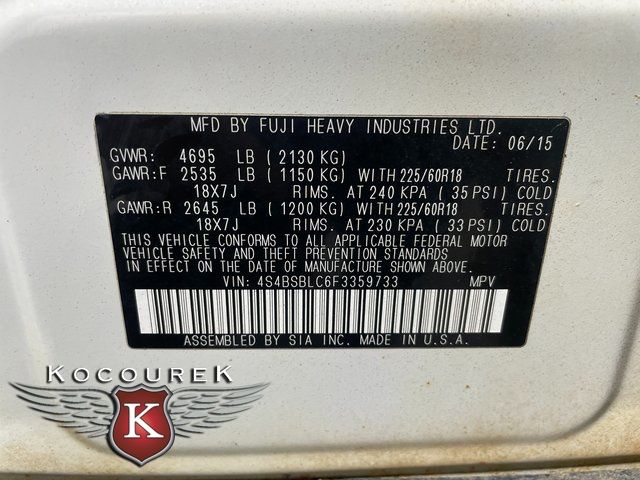 MFD BY FUJI HEAVY INDUSTRIES LTD.
DATE: 06/15
GVWR: 4695 LB ( 2130 KG)
GAWR:F 2535 LB ( 1150 KG) WITH 225/60R18 TIRES.
18X7J RIMS. AT 240 KPA ( 35 PSI) COLD
GAWR:R 2645 LB ( 1200 KG) WITH 225/60R18 TIRES.
18X7J RIMS. AT 230 KPA ( 33 PSI) COLD
THIS VEHICLE CONFORMS TO ALL APPLICABLE FEDERAL MOTOR
VEHICLE SAFETY AND THEFT PREVENTION STANDARDS
IN EFFECT ON THE DATE OF MANUFACTURE SHOWN ABOVE.
VIN: 4S4BSBLC6F3359733 MPV
ASSEMBLED BY SIA INC. MADE IN U.S.A.
KOCOUREK
K